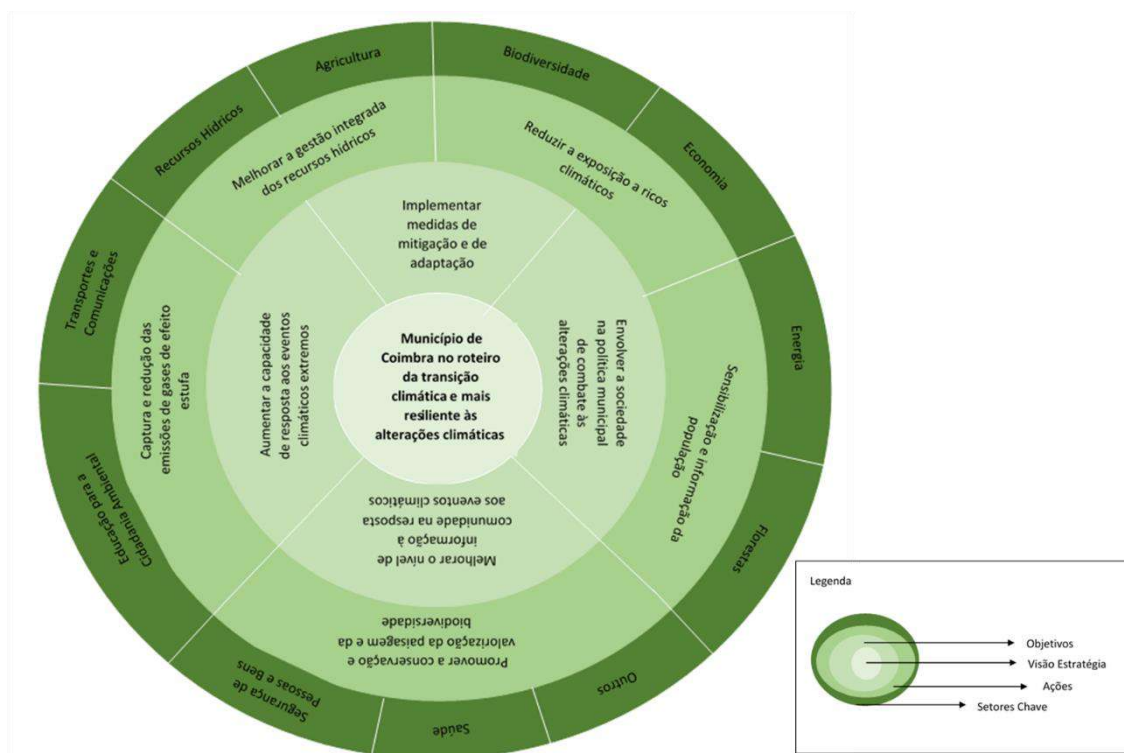 Agricultura
Biodiversidade
Economia
Energia
Florestas
Outros
Saúde
Segurança de
Pessoas e Bens
Educação para a
Cidadania Ambiental
Transportes e
Comunicações
Recursos Hídricos
Melhorar a gestão integrada
dos recursos hídricos
Reduzir a exposição a ricos
climáticos
Sensibilização e informação da
população
Promover a conservação e
valorização da paisagem e da
biodiversidade
Captura e redução das
emissões de gases de efeito
estufa
Implementar
medidas de
mitigação e de
adaptação
Envolver a sociedade
na política municipal
de combate às
alterações climáticas
Melhorar o nível de
informação à
comunidade na resposta
aos eventos climáticos
Aumentar a capacidade
de resposta aos eventos
climáticos extremos
Município de
Coimbra no roteiro
da transição
climática e mais
resiliente às
alterações climáticas
Legenda
Objetivos
Visão Estratégia
Ações
Setores Chave